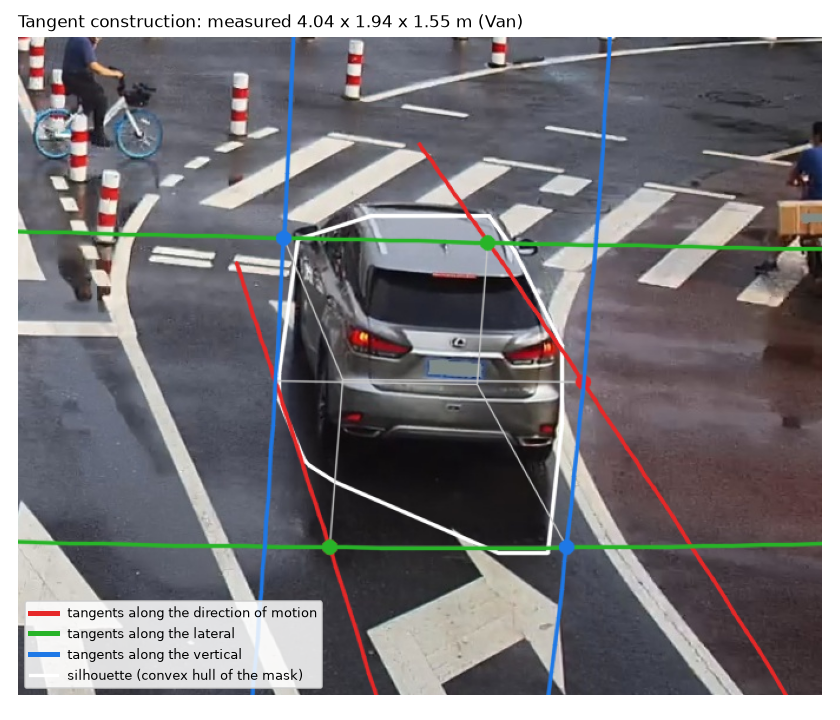 Tangent construction: measured 4.04 x 1.94 x 1.55 m (Van)
tangents along the direction of motion
tangents along the lateral
tangents along the vertical
silhouette (convex hull of the mask)